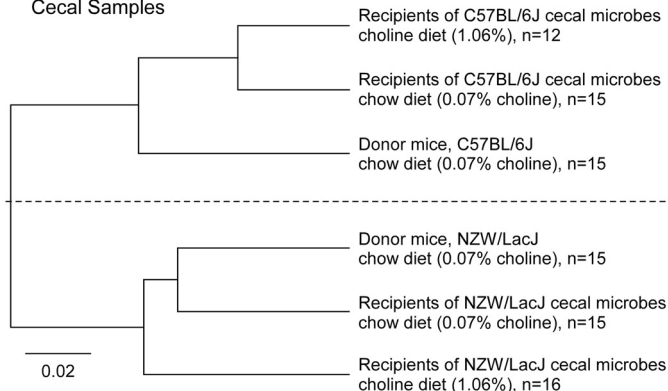 Cecal Samples
Recipients of C57BL/6J cecal microbes
choline diet (1.06%), n=12
Recipients of C57BL/6J cecal microbes
chow diet (0.07% choline), n=15
Donor mice, C57BL/6J
chow diet (0.07% choline), n=15
Donor mice, NZW/LacJ
chow diet (0.07% choline), n=15
Recipients of NZW/LacJ cecal microbes
chow diet (0.07% choline), n=15
0.02
Recipients of NZW/LacJ cecal microbes
choline diet (1.06%), n=16